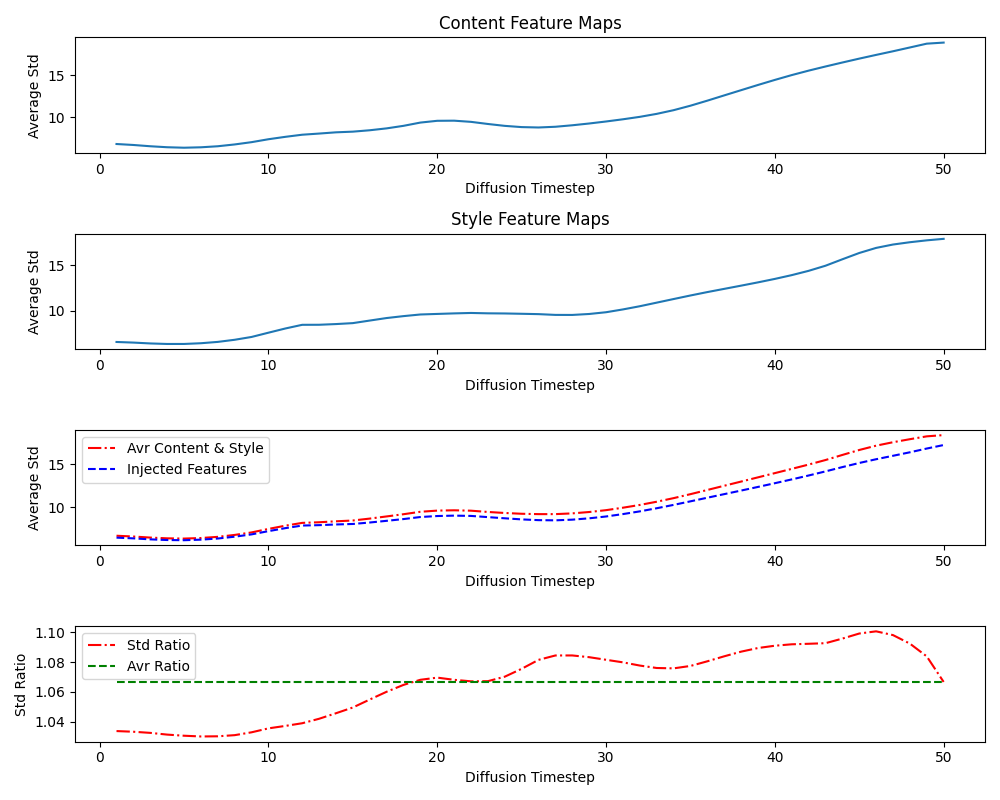 Content Feature Maps
Average Std
15
10
0 10 20 30 40 50
Diffusion Timestep
Style Feature Maps
Average Std
15
10
0 10 20 30 40 50
Diffusion Timestep
Average Std
15
10
Avr Content & Style
Injected Features
0 10 20 30 40 50
Diffusion Timestep
Std Ratio
1.10
1.08
1.06
1.04
Std Ratio
Avr Ratio
0 10 20 30 40 50
Diffusion Timestep